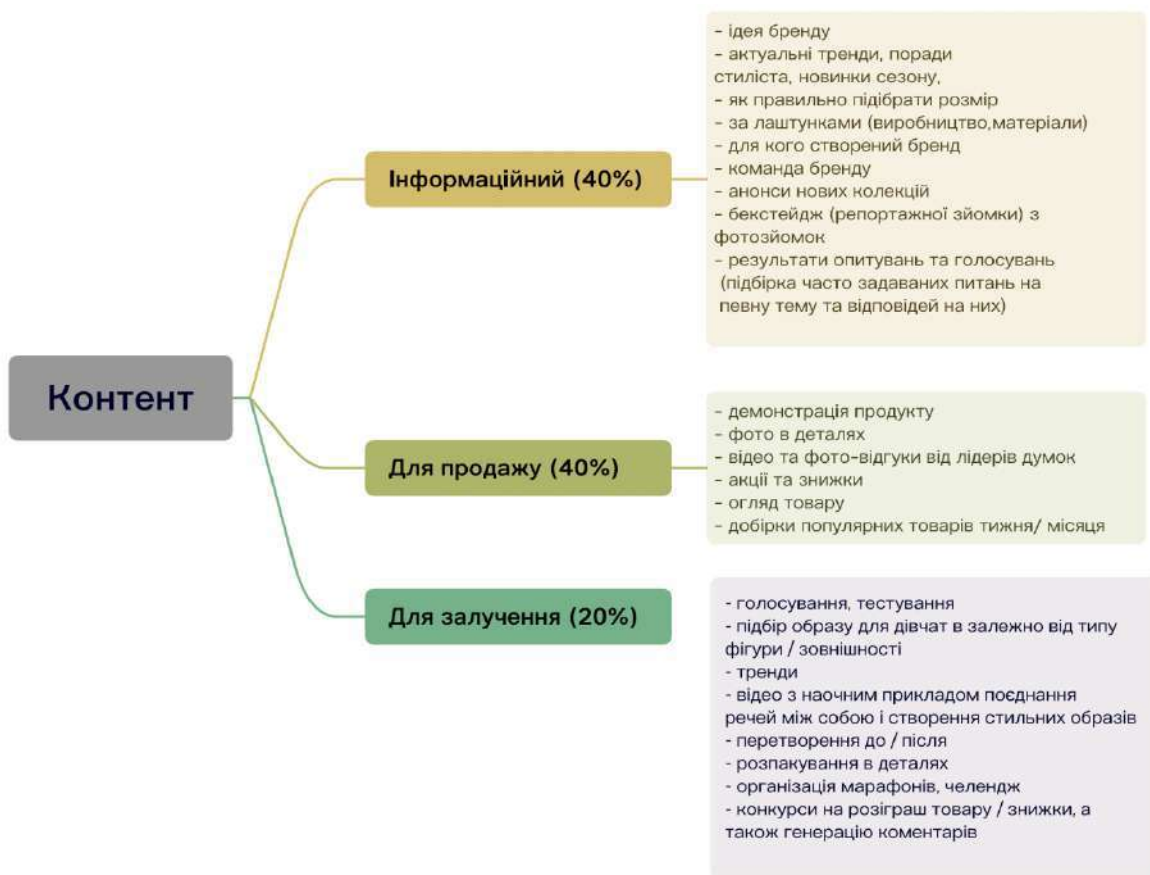 Контент
Інформаційний (40%)
- ідея бренду
- актуальні тренди, поради
стиліста, новинки сезону,
- як правильно підібрати розмір
- за лаштунками (виробництво,матеріали)
- для кого створений бренд
- команда бренду
- анонси нових колекцій
- бекстейдж (репортажної зйомки) з
фотозйомок
- результати опитувань та голосувань
(підбірка часто задаваних питань на
певну тему та відповідей на них)
Для продажу (40%)
- демонстрація продукту
- фото в деталях
- відео та фото-відгуки від лідерів думок
- акції та знижки
- огляд товару
- добірки популярних товарів тижня/ місяця
Для залучення (20%)
- голосування, тестування
- підбір образу для дівчат в залежно від типу
фігури / зовнішності
- тренди
- відео з наочним прикладом поєднання
речей між собою і створення стильних образів
- перетворення до / після
- розпакування в деталях
- організація марафонів, челендж
- конкурси на розіграш товару / знижки, а
також генерацію коментарів